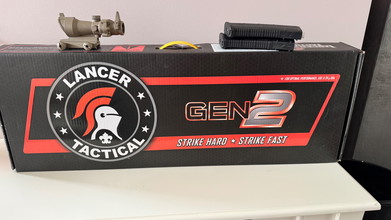 LANCER
TACTICAL
GEN2
STRIKE HARD • STRIKE FAST